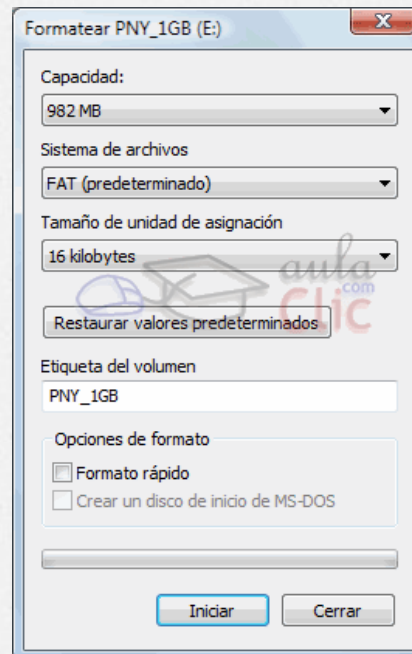 Formatear PNY_1GB (E:)
X
Capacidad:
982 MB
Sistema de archivos
FAT (predeterminado)
Tamaño de unidad de asignación
16 kilobytes
aula
.com
Clic
Restaurar valores predeterminados
Etiqueta del volumen
PNY_1GB
Opciones de formato
Formato rápido
Crear un disco de inicio de MS-DOS
Iniciar Cerrar